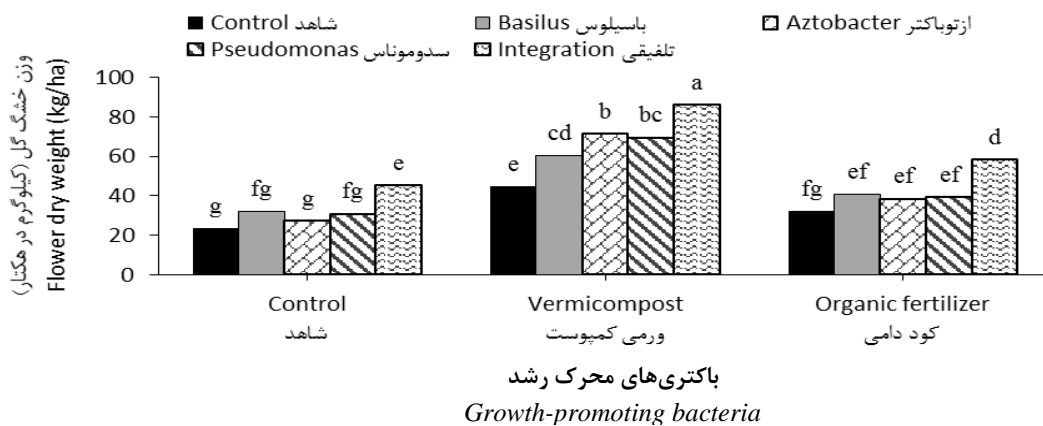 Control شاهد Basilus باسیلوس Aztobacter ازتوباکتر
Pseudomonas سدوموناس Integration تلفیقی
وزن خشگ گل (کیلوگرم در هکتار)
Flower dry weight (kg/ha)
100
80
60
40
20
0
g fg g fg e
e cd b bc a
fg ef ef ef d
Control Vermicompost Organic fertilizer
شاهد ورمی کمپوست کود دامی
باکتری‌های محرک رشد
Growth-promoting bacteria